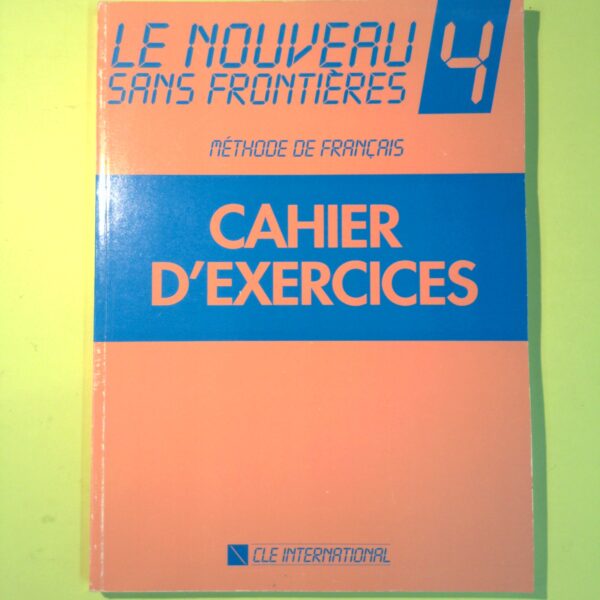 LE NOUVEAU 4
SANS FRONTIÈRES
MÉTHODE DE FRANÇAIS
CAHIER
D'EXERCICES
CLE INTERNATIONAL